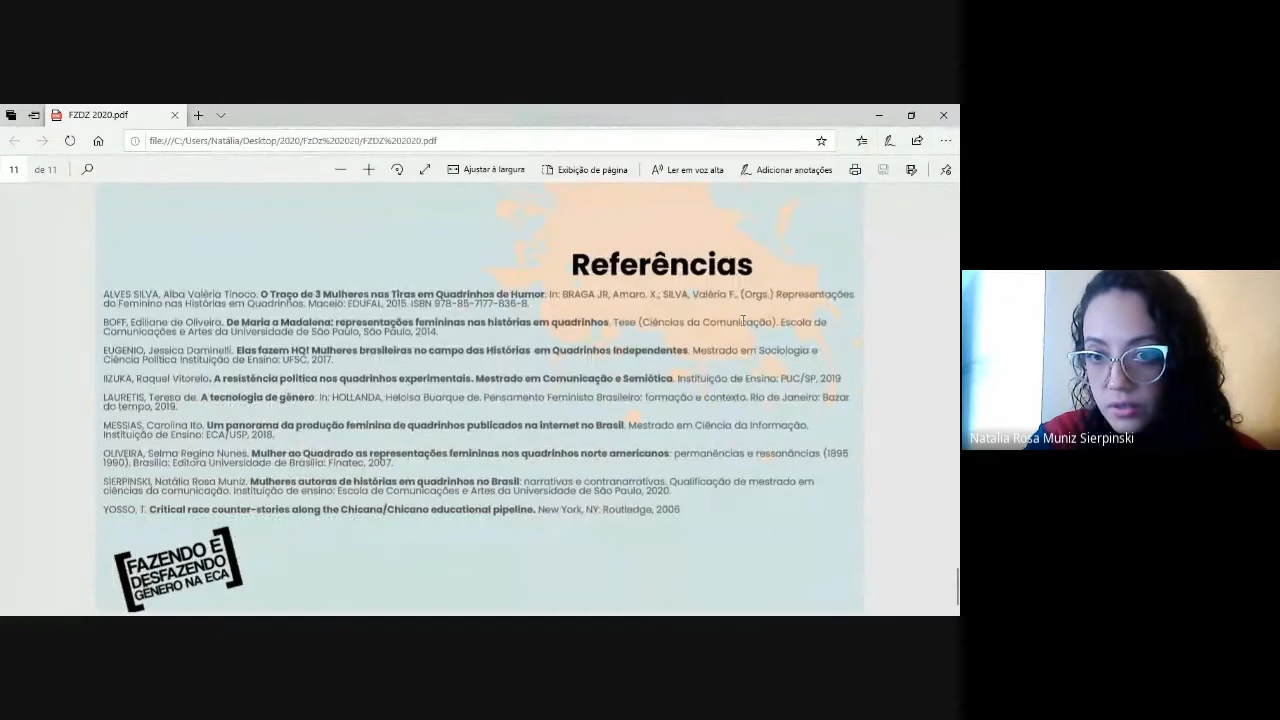 FZDZ 2020.pdf
file:///C:/Users/Natália/Desktop/2020/FzDz%202020/FZDZ%202020.pdf
11 de 11 Ajustar à largura Exibição de página Ler em voz alta Adicionar anotações
Referências
ALVES SILVA, Alba Valéria Tinoco. O Traço de 3 Mulheres nas Tiras em Quadrinhos de Humor. In: BRAGA JR, Amaro. X.; SILVA, Valéria F.. (Orgs.) Representações
do Feminino nas Histórias em Quadrinhos. Maceió: EDUFAL, 2015. ISBN 978-85-7177-836-8.
BOFF, Ediliane de Oliveira. De Maria a Madalena: representações femininas nas histórias em quadrinhos. Tese (Ciências da Comunicação). Escola de
Comunicações e Artes da Universidade de São Paulo, São Paulo, 2014.
EUGENIO, Jessica Daminelli. Elas fazem HQ! Mulheres brasileiras no campo das Histórias em Quadrinhos Independentes. Mestrado em Sociologia e
Ciência Política Instituição de Ensino: UFSC, 2017.
IIZUKA, Raquel Vitorelo. A resistência política nos quadrinhos experimentais. Mestrado em Comunicação e Semiótica. Instituição de Ensino: PUC/SP, 2019
LAURETIS, Teresa de. A tecnologia de gênero. In: HOLLANDA, Heloisa Buarque de. Pensamento Feminista Brasileiro: formação e contexto. Rio de Janeiro: Bazar
do tempo, 2019.
MESSIAS, Carolina Ito. Um panorama da produção feminina de quadrinhos publicados na internet no Brasil. Mestrado em Ciência da Informação.
Instituição de Ensino: ECA/USP, 2018.
OLIVEIRA, Selma Regina Nunes. Mulher ao Quadrado as representações femininas nos quadrinhos norte americanos: permanências e ressonâncias (1895
1990). Brasília: Editora Universidade de Brasília: Finatec, 2007.
SIERPINSKI, Natália Rosa Muniz. Mulheres autoras de histórias em quadrinhos no Brasil: narrativas e contranarrativas. Qualificação de mestrado em
ciências da comunicação. Instituição de ensino: Escola de Comunicações e Artes da Universidade de São Paulo, 2020.
YOSSO, T. Critical race counter-stories along the Chicana/Chicano educational pipeline. New York, NY: Routledge, 2006
[FAZENDO E
DESFAZENDO
GÊNERO NA ECA]
Natalia Rosa Muniz Sierpinski